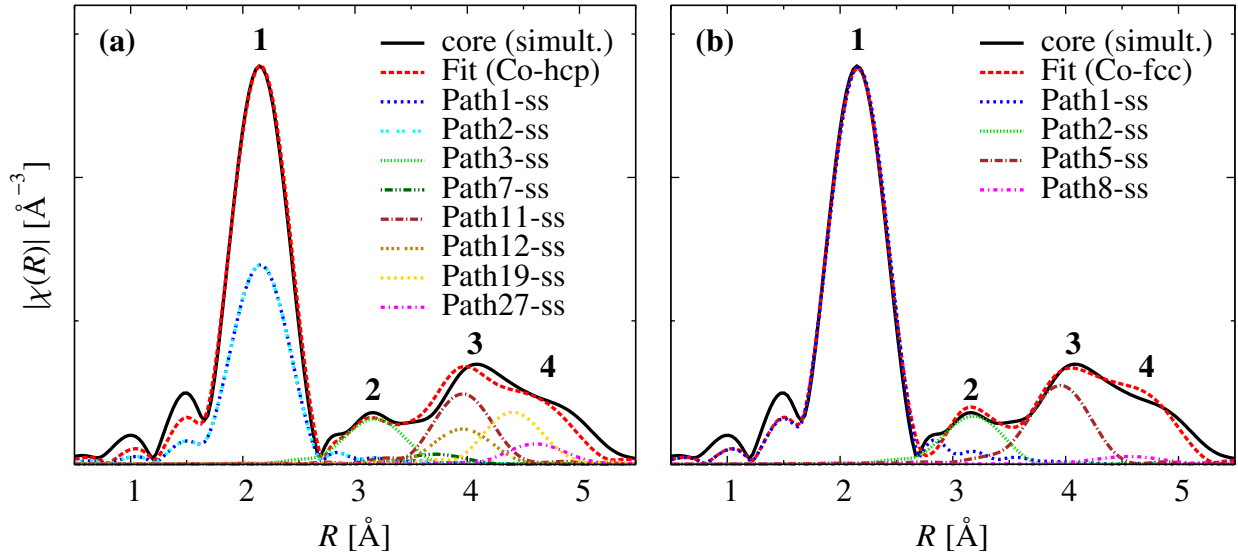 (a)
1
core (simult.)
Fit (Co-hcp)
Path1-ss
Path2-ss
Path3-ss
Path7-ss
Path11-ss
Path12-ss
Path19-ss
Path27-ss
2
3
4
|χ(R)| [Å⁻³]
1 2 3 4 5
R [Å]
(b)
1
core (simult.)
Fit (Co-fcc)
Path1-ss
Path2-ss
Path5-ss
Path8-ss
2
3
4
1 2 3 4 5
R [Å]